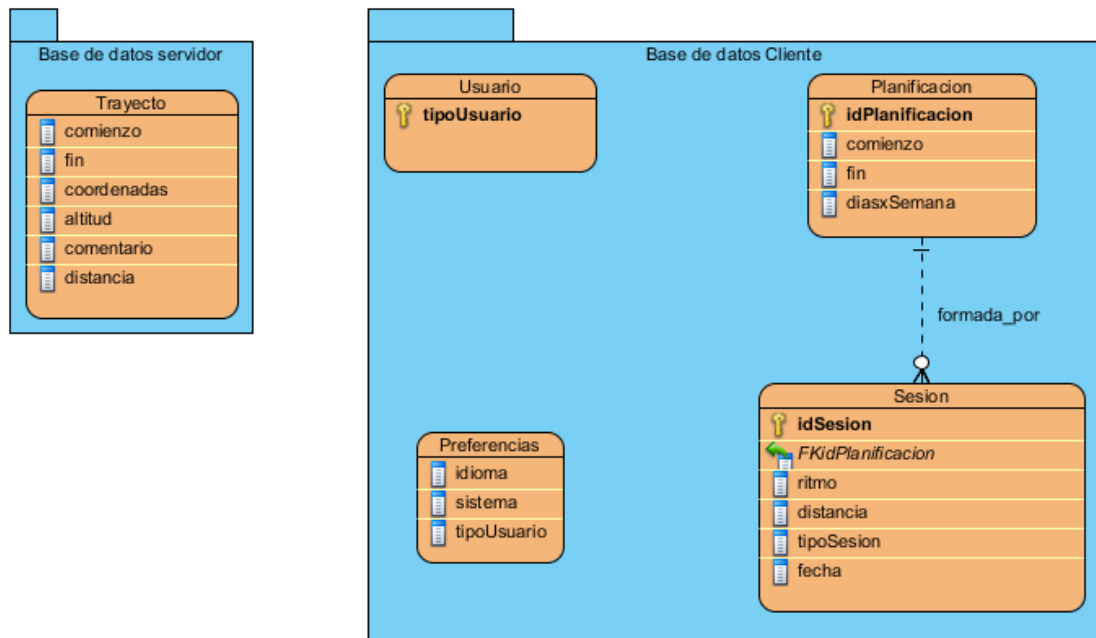 Base de datos servidor
Trayecto
comienzo
fin
coordenadas
altitud
comentario
distancia
Base de datos Cliente
Usuario
tipoUsuario
Planificacion
idPlanificacion
comienzo
fin
diasxSemana
formada_por
Preferencias
idioma
sistema
tipoUsuario
Sesion
idSesion
FKidPlanificacion
ritmo
distancia
tipoSesion
fecha